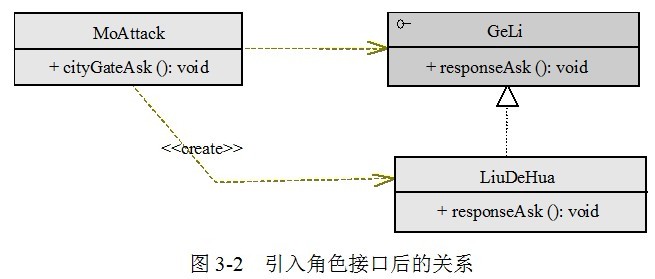 MoAttack
+ cityGateAsk (): void
GeLi
+ responseAsk (): void
<<create>>
LiuDeHua
+ responseAsk (): void
图 3-2 引入角色接口后的关系